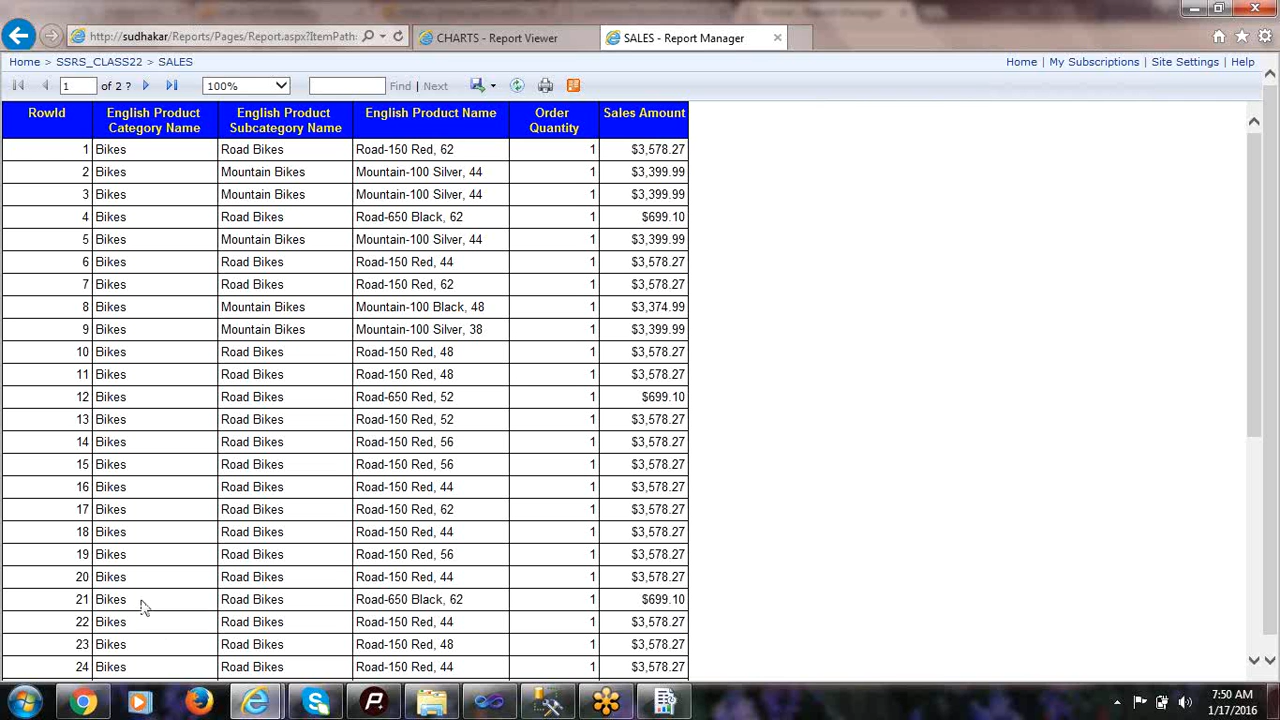 http://sudhakar/Reports/Pages/Report.aspx?ItemPath
CHARTS - Report Viewer
SALES - Report Manager
Home > SSRS_CLASS22 > SALES
Home | My Subscriptions | Site Settings | Help
1 of 2 ? 100% Find | Next
RowId English Product Category Name English Product Subcategory Name English Product Name Order Quantity Sales Amount
1 Bikes Road Bikes Road-150 Red, 62 1 $3,578.27
2 Bikes Mountain Bikes Mountain-100 Silver, 44 1 $3,399.99
3 Bikes Mountain Bikes Mountain-100 Silver, 44 1 $3,399.99
4 Bikes Road Bikes Road-650 Black, 62 1 $699.10
5 Bikes Mountain Bikes Mountain-100 Silver, 44 1 $3,399.99
6 Bikes Road Bikes Road-150 Red, 44 1 $3,578.27
7 Bikes Road Bikes Road-150 Red, 62 1 $3,578.27
8 Bikes Mountain Bikes Mountain-100 Black, 48 1 $3,374.99
9 Bikes Mountain Bikes Mountain-100 Silver, 38 1 $3,399.99
10 Bikes Road Bikes Road-150 Red, 48 1 $3,578.27
11 Bikes Road Bikes Road-150 Red, 48 1 $3,578.27
12 Bikes Road Bikes Road-650 Red, 52 1 $699.10
13 Bikes Road Bikes Road-150 Red, 52 1 $3,578.27
14 Bikes Road Bikes Road-150 Red, 56 1 $3,578.27
15 Bikes Road Bikes Road-150 Red, 56 1 $3,578.27
16 Bikes Road Bikes Road-150 Red, 44 1 $3,578.27
17 Bikes Road Bikes Road-150 Red, 62 1 $3,578.27
18 Bikes Road Bikes Road-150 Red, 44 1 $3,578.27
19 Bikes Road Bikes Road-150 Red, 56 1 $3,578.27
20 Bikes Road Bikes Road-150 Red, 44 1 $3,578.27
21 Bikes Road Bikes Road-650 Black, 62 1 $699.10
22 Bikes Road Bikes Road-150 Red, 44 1 $3,578.27
23 Bikes Road Bikes Road-150 Red, 48 1 $3,578.27
24 Bikes Road Bikes Road-150 Red, 44 1 $3,578.27
7:50 AM
1/17/2016